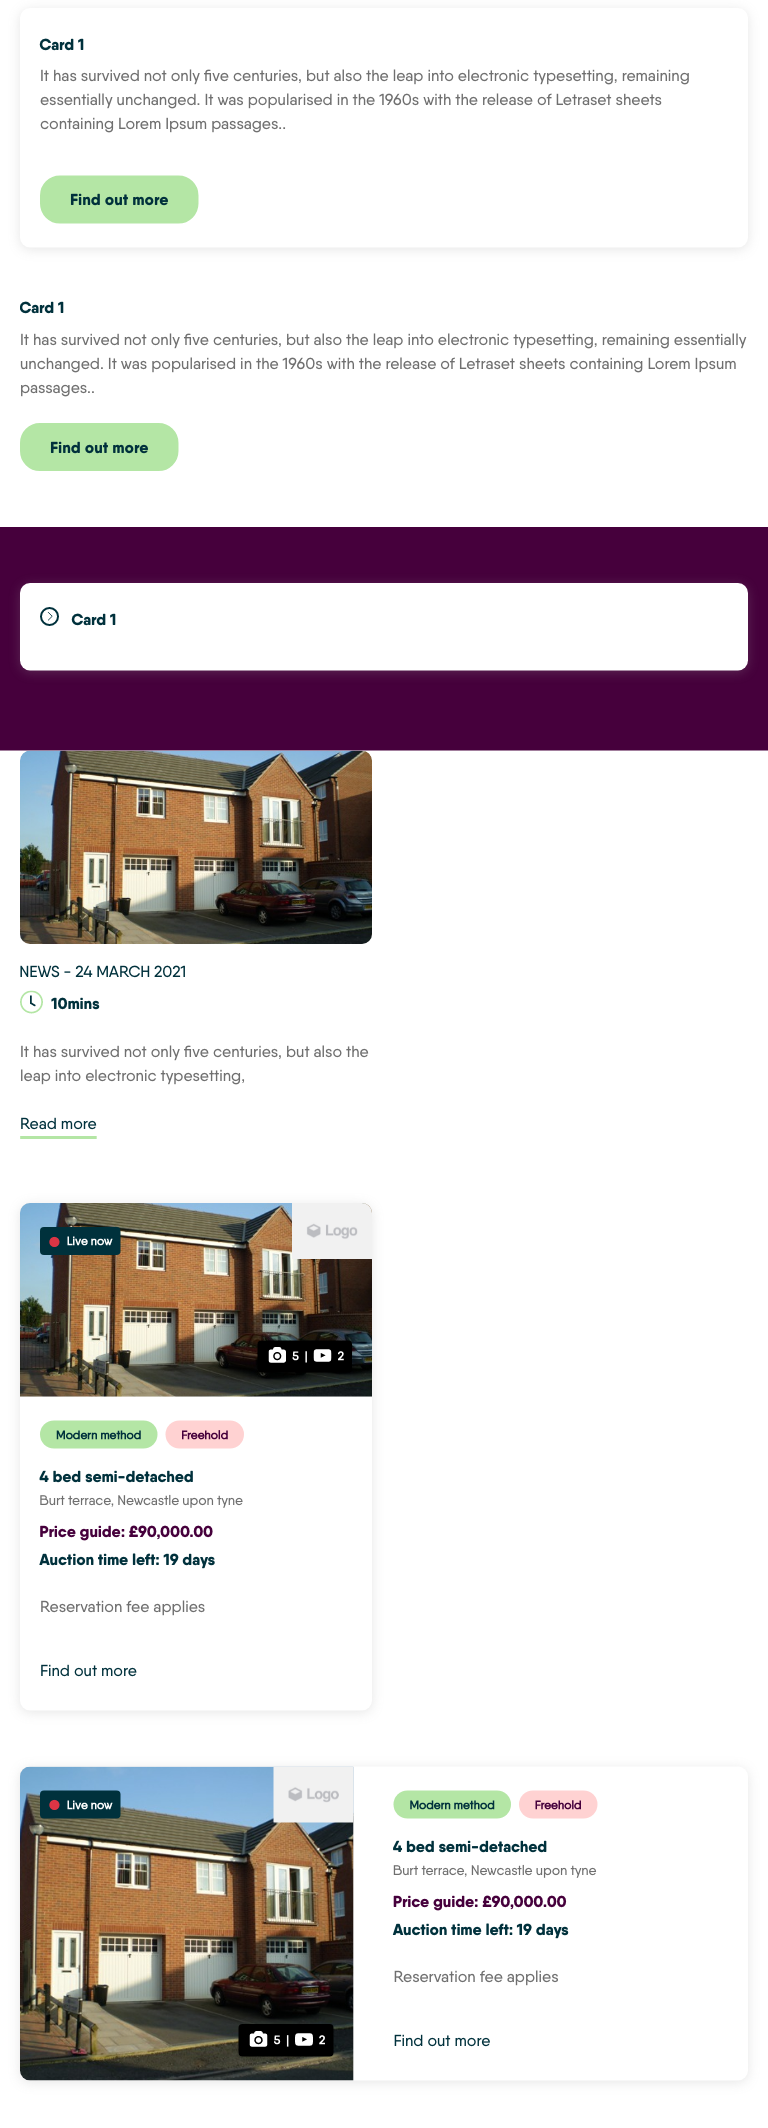 Card 1
It has survived not only five centuries, but also the leap into electronic typesetting, remaining
essentially unchanged. It was popularised in the 1960s with the release of Letraset sheets
containing Lorem Ipsum passages..
Find out more
Card 1
It has survived not only five centuries, but also the leap into electronic typesetting, remaining essentially
unchanged. It was popularised in the 1960s with the release of Letraset sheets containing Lorem Ipsum
passages..
Find out more
Card 1
NEWS - 24 MARCH 2021
10mins
It has survived not only five centuries, but also the
leap into electronic typesetting,
Read more
Live now
Logo
5 | 2
Modern method
Freehold
4 bed semi-detached
Burt terrace, Newcastle upon tyne
Price guide: £90,000.00
Auction time left: 19 days
Reservation fee applies
Find out more
Live now
Logo
5 | 2
Modern method
Freehold
4 bed semi-detached
Burt terrace, Newcastle upon tyne
Price guide: £90,000.00
Auction time left: 19 days
Reservation fee applies
Find out more